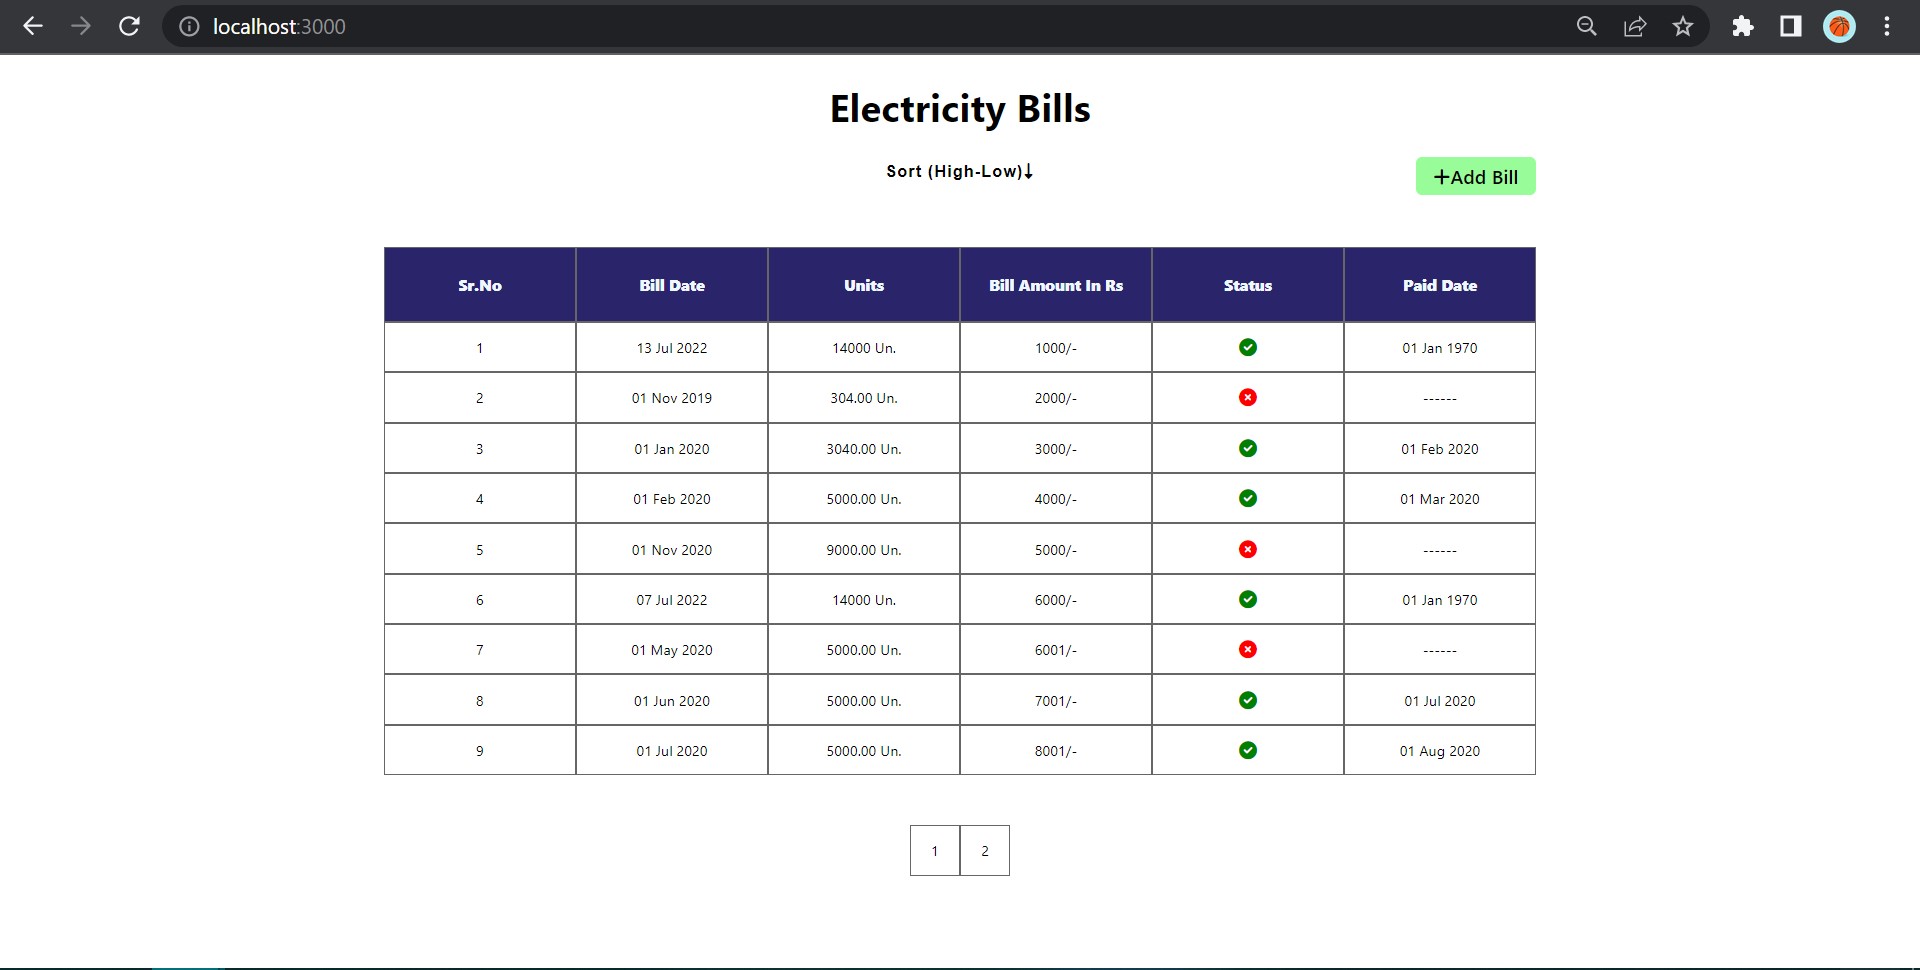 localhost:3000
Electricity Bills
Sort (High-Low)↓
+Add Bill
Sr.No Bill Date Units Bill Amount In Rs Status Paid Date
1 13 Jul 2022 14000 Un. 1000/- 01 Jan 1970
2 01 Nov 2019 304.00 Un. 2000/- ------
3 01 Jan 2020 3040.00 Un. 3000/- 01 Feb 2020
4 01 Feb 2020 5000.00 Un. 4000/- 01 Mar 2020
5 01 Nov 2020 9000.00 Un. 5000/- ------
6 07 Jul 2022 14000 Un. 6000/- 01 Jan 1970
7 01 May 2020 5000.00 Un. 6001/- ------
8 01 Jun 2020 5000.00 Un. 7001/- 01 Jul 2020
9 01 Jul 2020 5000.00 Un. 8001/- 01 Aug 2020
1 2